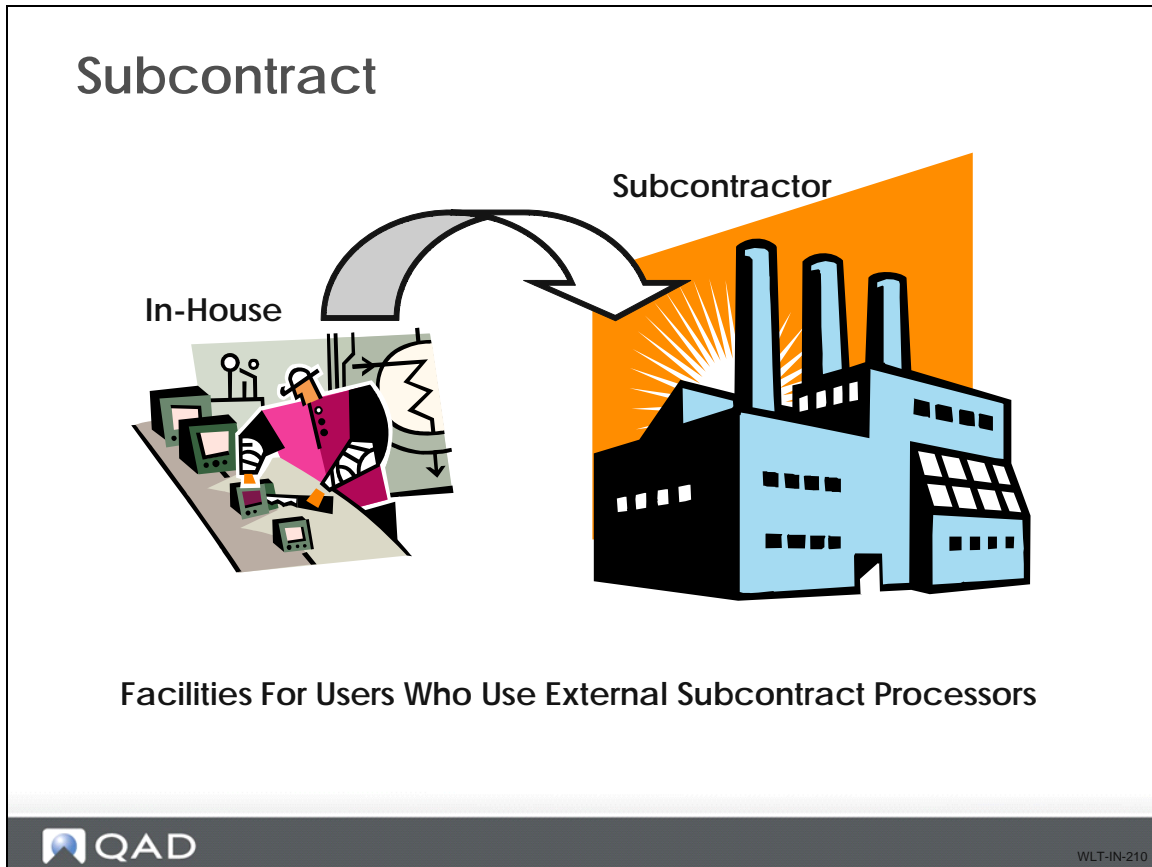 Subcontract
Subcontractor
In-House
Facilities For Users Who Use External Subcontract Processors
QAD
WLT-IN-210